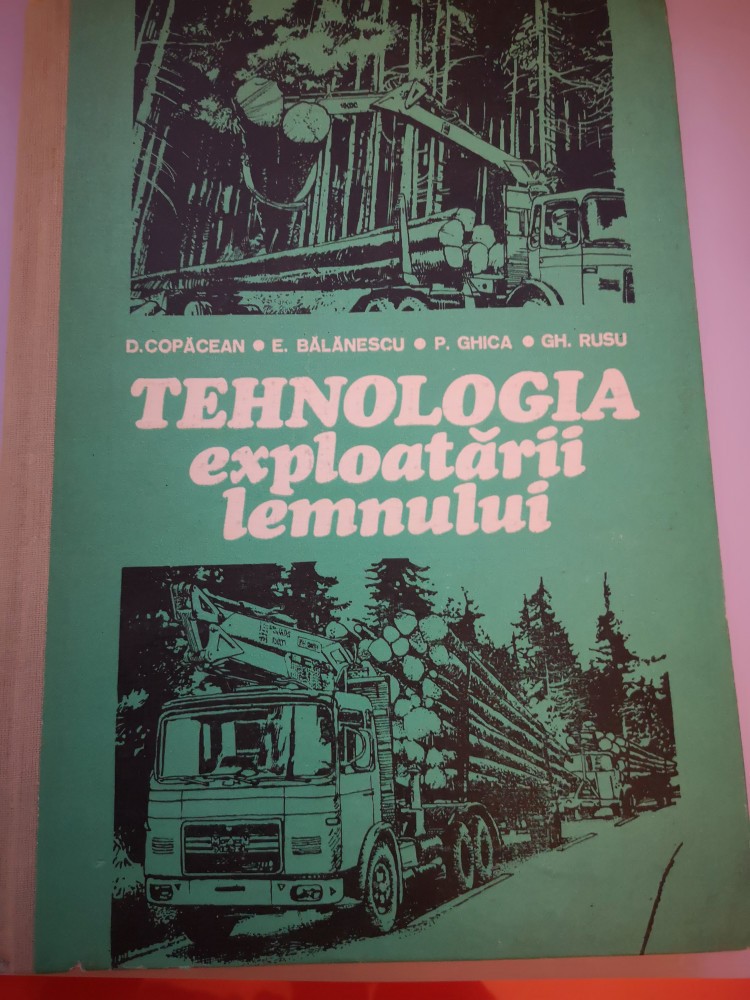 D. COPĂCEAN ● E. BĂLĂNESCU ● P. GHICA ● GH. RUSU
TEHNOLOGIA
exploatării
lemnului